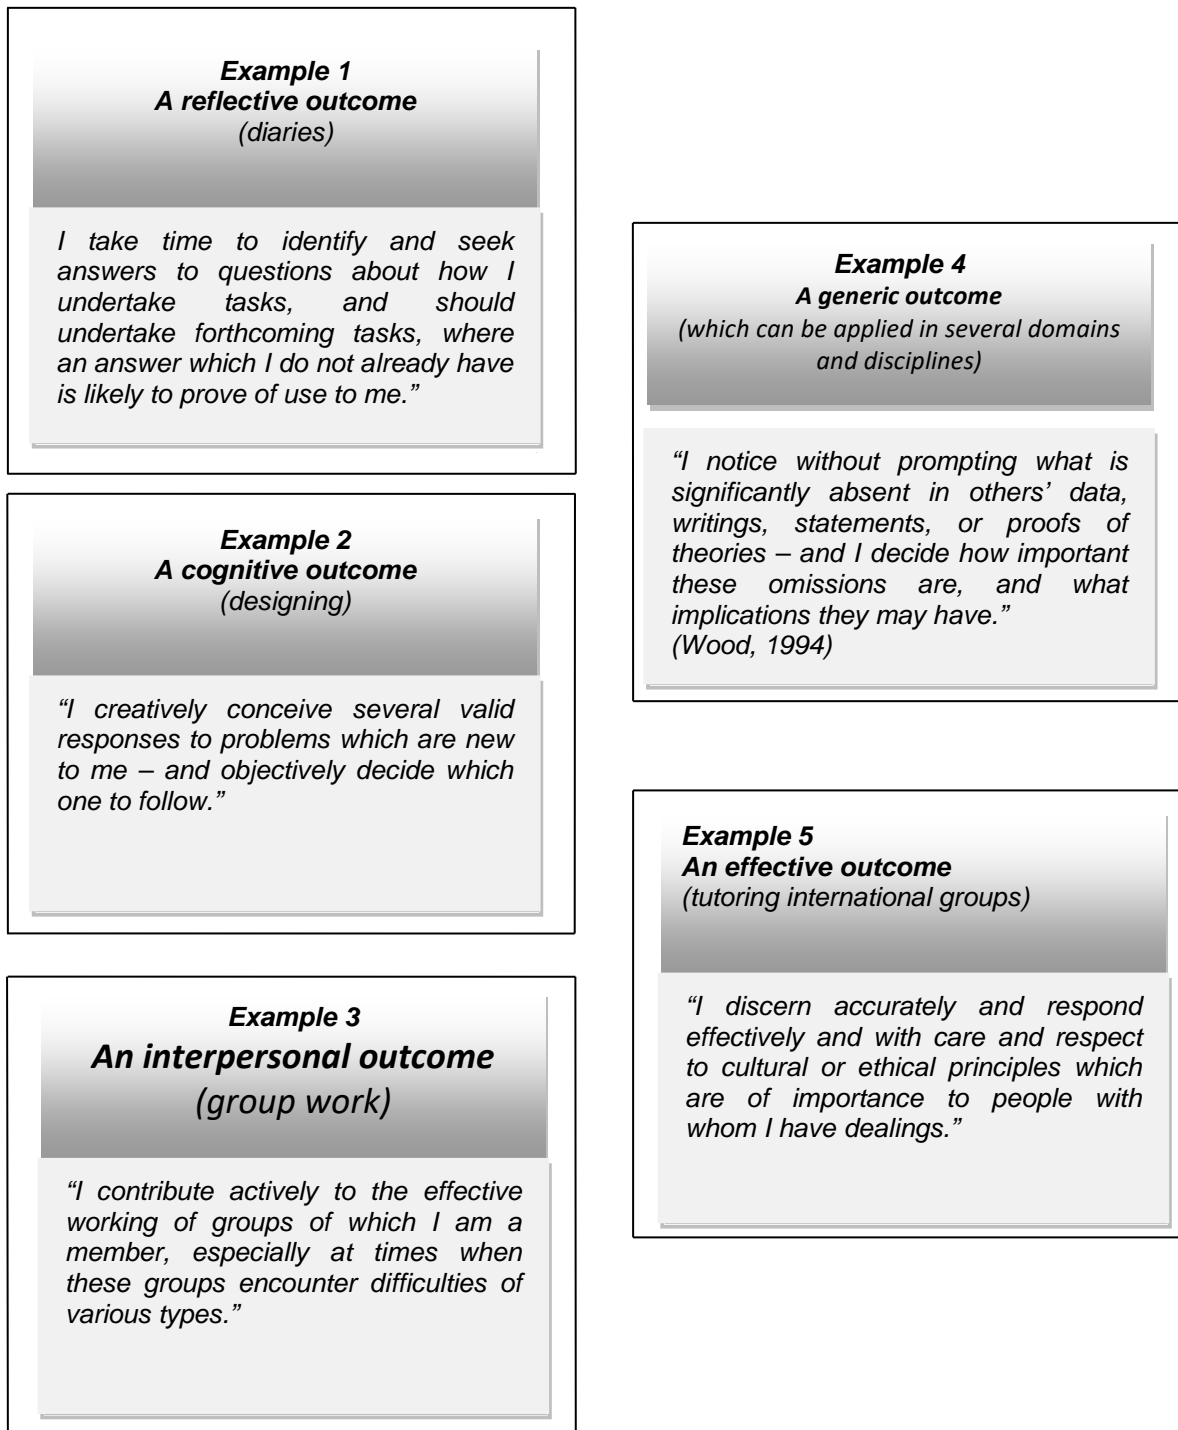 Example 1
A reflective outcome
(diaries)
I take time to identify and seek
answers to questions about how I
undertake tasks, and should
undertake forthcoming tasks, where
an answer which I do not already have
is likely to prove of use to me.”
Example 2
A cognitive outcome
(designing)
“I creatively conceive several valid
responses to problems which are new
to me – and objectively decide which
one to follow.”
Example 3
An interpersonal outcome
(group work)
“I contribute actively to the effective
working of groups of which I am a
member, especially at times when
these groups encounter difficulties of
various types.”
Example 4
A generic outcome
(which can be applied in several domains
and disciplines)
“I notice without prompting what is
significantly absent in others’ data,
writings, statements, or proofs of
theories – and I decide how important
these omissions are, and what
implications they may have.”
(Wood, 1994)
Example 5
An effective outcome
(tutoring international groups)
“I discern accurately and respond
effectively and with care and respect
to cultural or ethical principles which
are of importance to people with
whom I have dealings.”